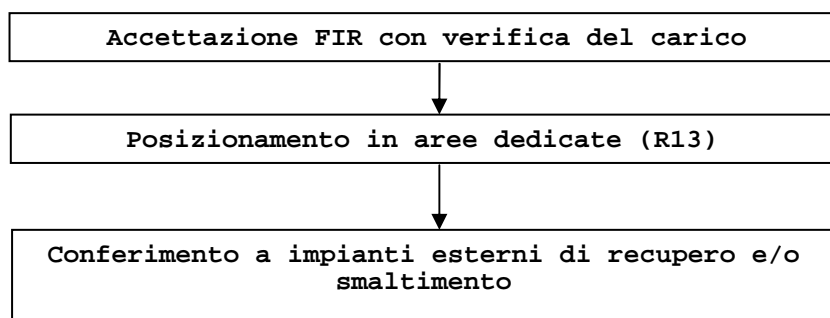 Accettazione FIR con verifica del carico
Posizionamento in aree dedicate (R13)
Conferimento a impianti esterni di recupero e/o
smaltimento